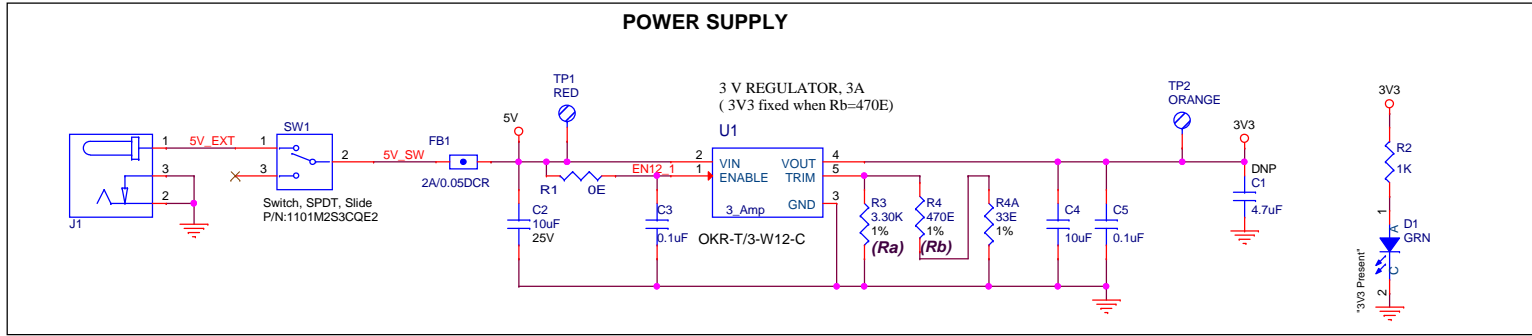 POWER SUPPLY
3 V REGULATOR, 3A
( 3V3 fixed when Rb=470E)
U1
TP1
RED
TP2
ORANGE
5V
3V3
DNP
3V3
J1
1
3
2
5V_EXT
SW1
1
3
2
Switch, SPDT, Slide
P/N:1101M2S3CQE2
5V_SW
FB1
2A/0.05DCR
R1
0E
EN12_1
C2
10uF
25V
C3
0.1uF
2
1
VIN
ENABLE
VOUT
TRIM
GND
3_Amp
4
5
3
OKR-T/3-W12-C
R3
3.30K
1%
(Ra)
R4
470E
1%
(Rb)
R4A
33E
1%
C4
10uF
C5
0.1uF
C1
4.7uF
R2
1K
1
A
D1
GRN
C
2
"3V3 Present"